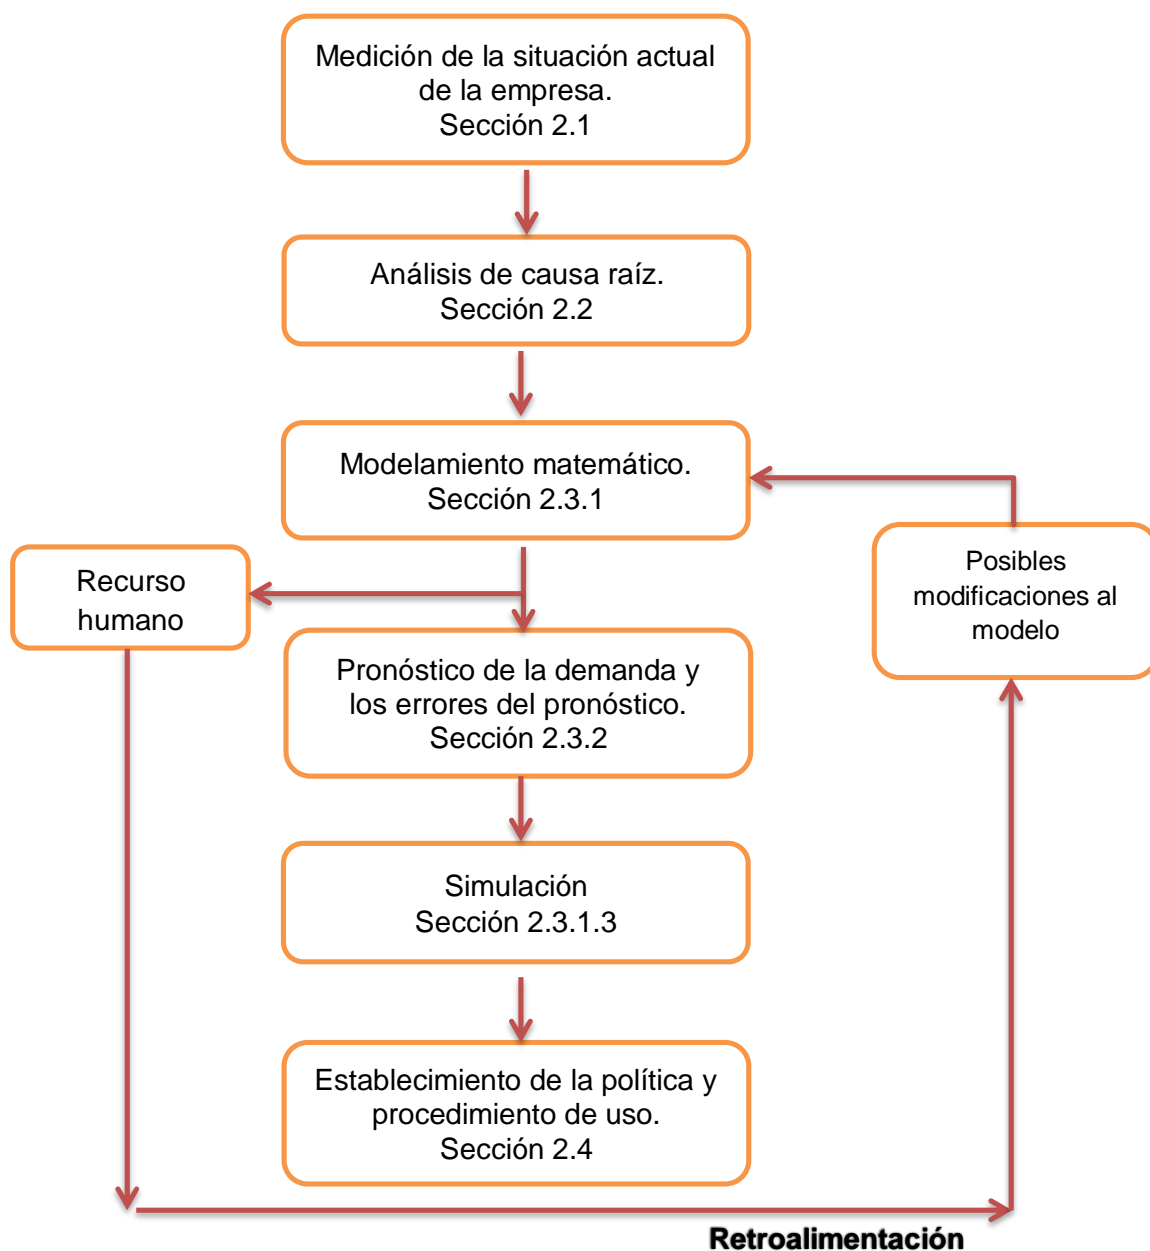 Medición de la situación actual
de la empresa.
Sección 2.1
Análisis de causa raíz.
Sección 2.2
Modelamiento matemático.
Sección 2.3.1
Recurso
humano
Posibles
modificaciones al
modelo
Pronóstico de la demanda y
los errores del pronóstico.
Sección 2.3.2
Simulación
Sección 2.3.1.3
Establecimiento de la política y
procedimiento de uso.
Sección 2.4
Retroalimentación